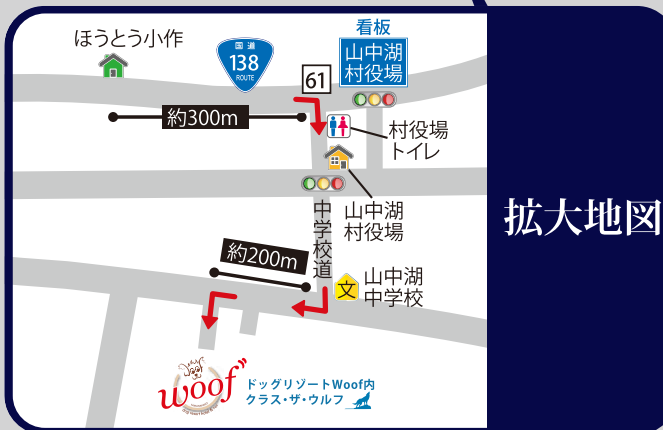 看板
ほうとう小作
国道
138
ROUTE
61
山中湖
村役場
約300m
村役場
トイレ
山中湖
村役場
中学校道
約200m
文
山中湖
中学校
拡大地図
woof
ドッグリゾートWoof内
クラス・ザ・ウルフ